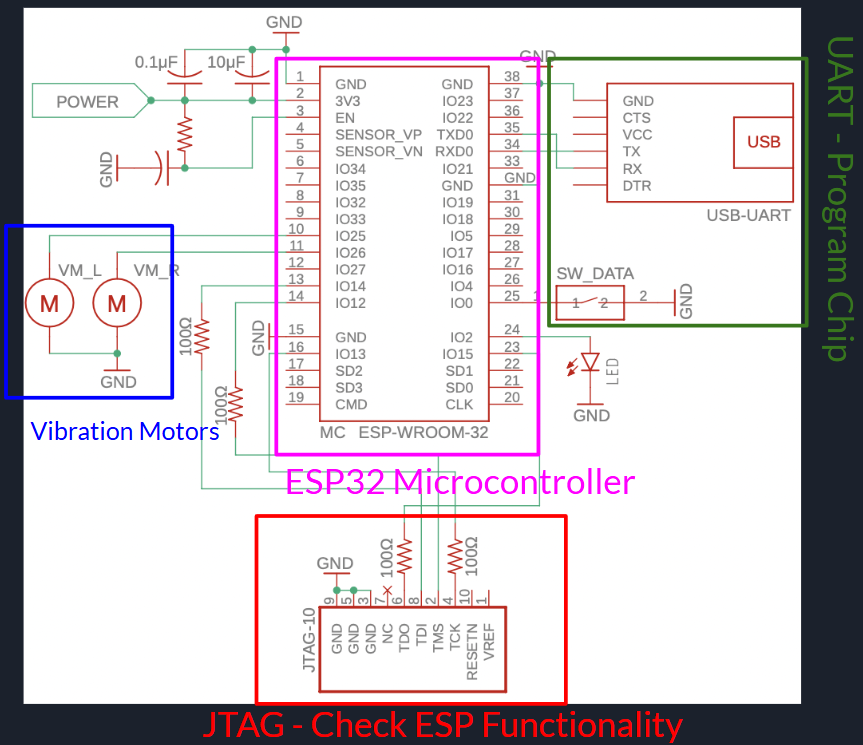 GND
GND
0.1µF 10µF
POWER
GND
1 GND GND 38
2 3V3 IO23 37
3 EN IO22 36
4 SENSOR_VP TXD0 35
5 SENSOR_VN RXD0 34
6 IO34 IO21 33
7 IO35 GND GND
8 IO32 IO19 31
9 IO33 IO18 30
10 IO25 IO5 29
11 IO26 IO17 28
12 IO27 IO16 27
13 IO14 IO4 26
14 IO12 IO0 25
15 GND IO2 24
16 IO13 IO15 23
17 SD2 SD1 22
18 SD3 SD0 21
19 CMD CLK 20
MC ESP-WROOM-32
GND
CTS
VCC
TX
RX
DTR
USB
USB-UART
UART - Program Chip
SW_DATA
1 1 2 2
GND
VM_L VM_R
M M
GND
Vibration Motors
100Ω
GND
100Ω
LED
GND
ESP32 Microcontroller
GND
100Ω
100Ω
9 5 3 7 6 8 2 4 10 1
JTAG-10
GND GND GND NC TDO TDI TMS TCK RESETN VREF
JTAG - Check ESP Functionality